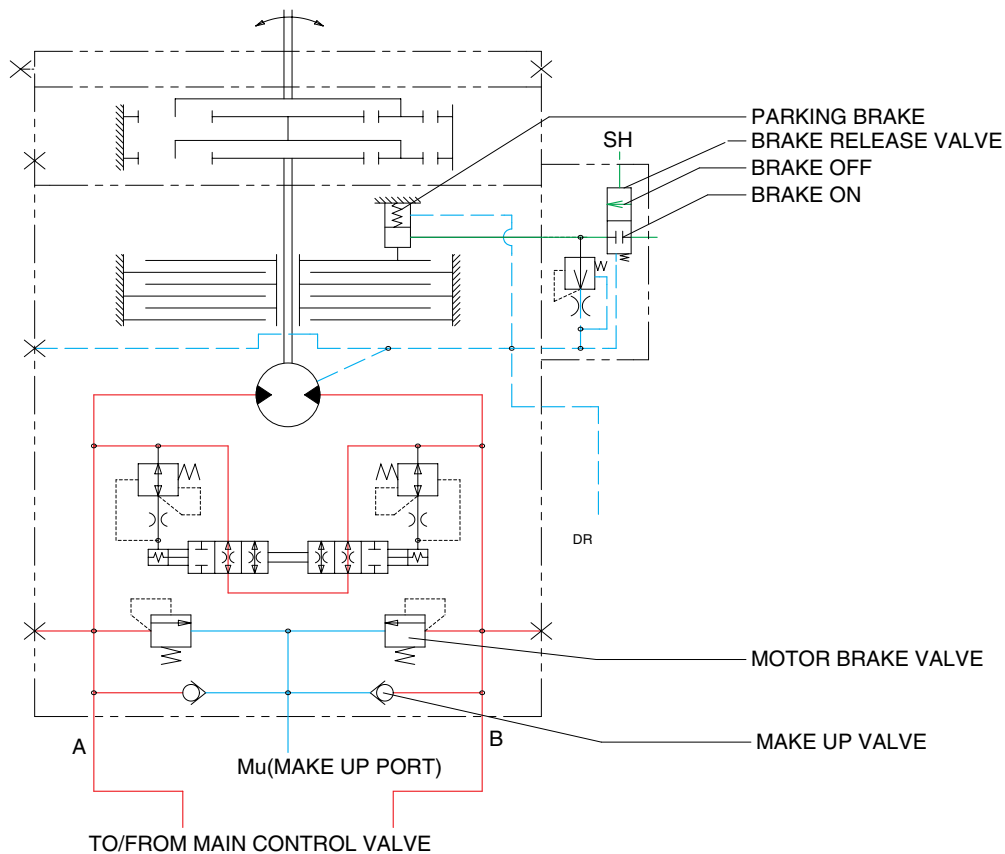 PARKING BRAKE
SH
BRAKE RELEASE VALVE
BRAKE OFF
BRAKE ON
DR
MOTOR BRAKE VALVE
A
B
MAKE UP VALVE
Mu(MAKE UP PORT)
TO/FROM MAIN CONTROL VALVE